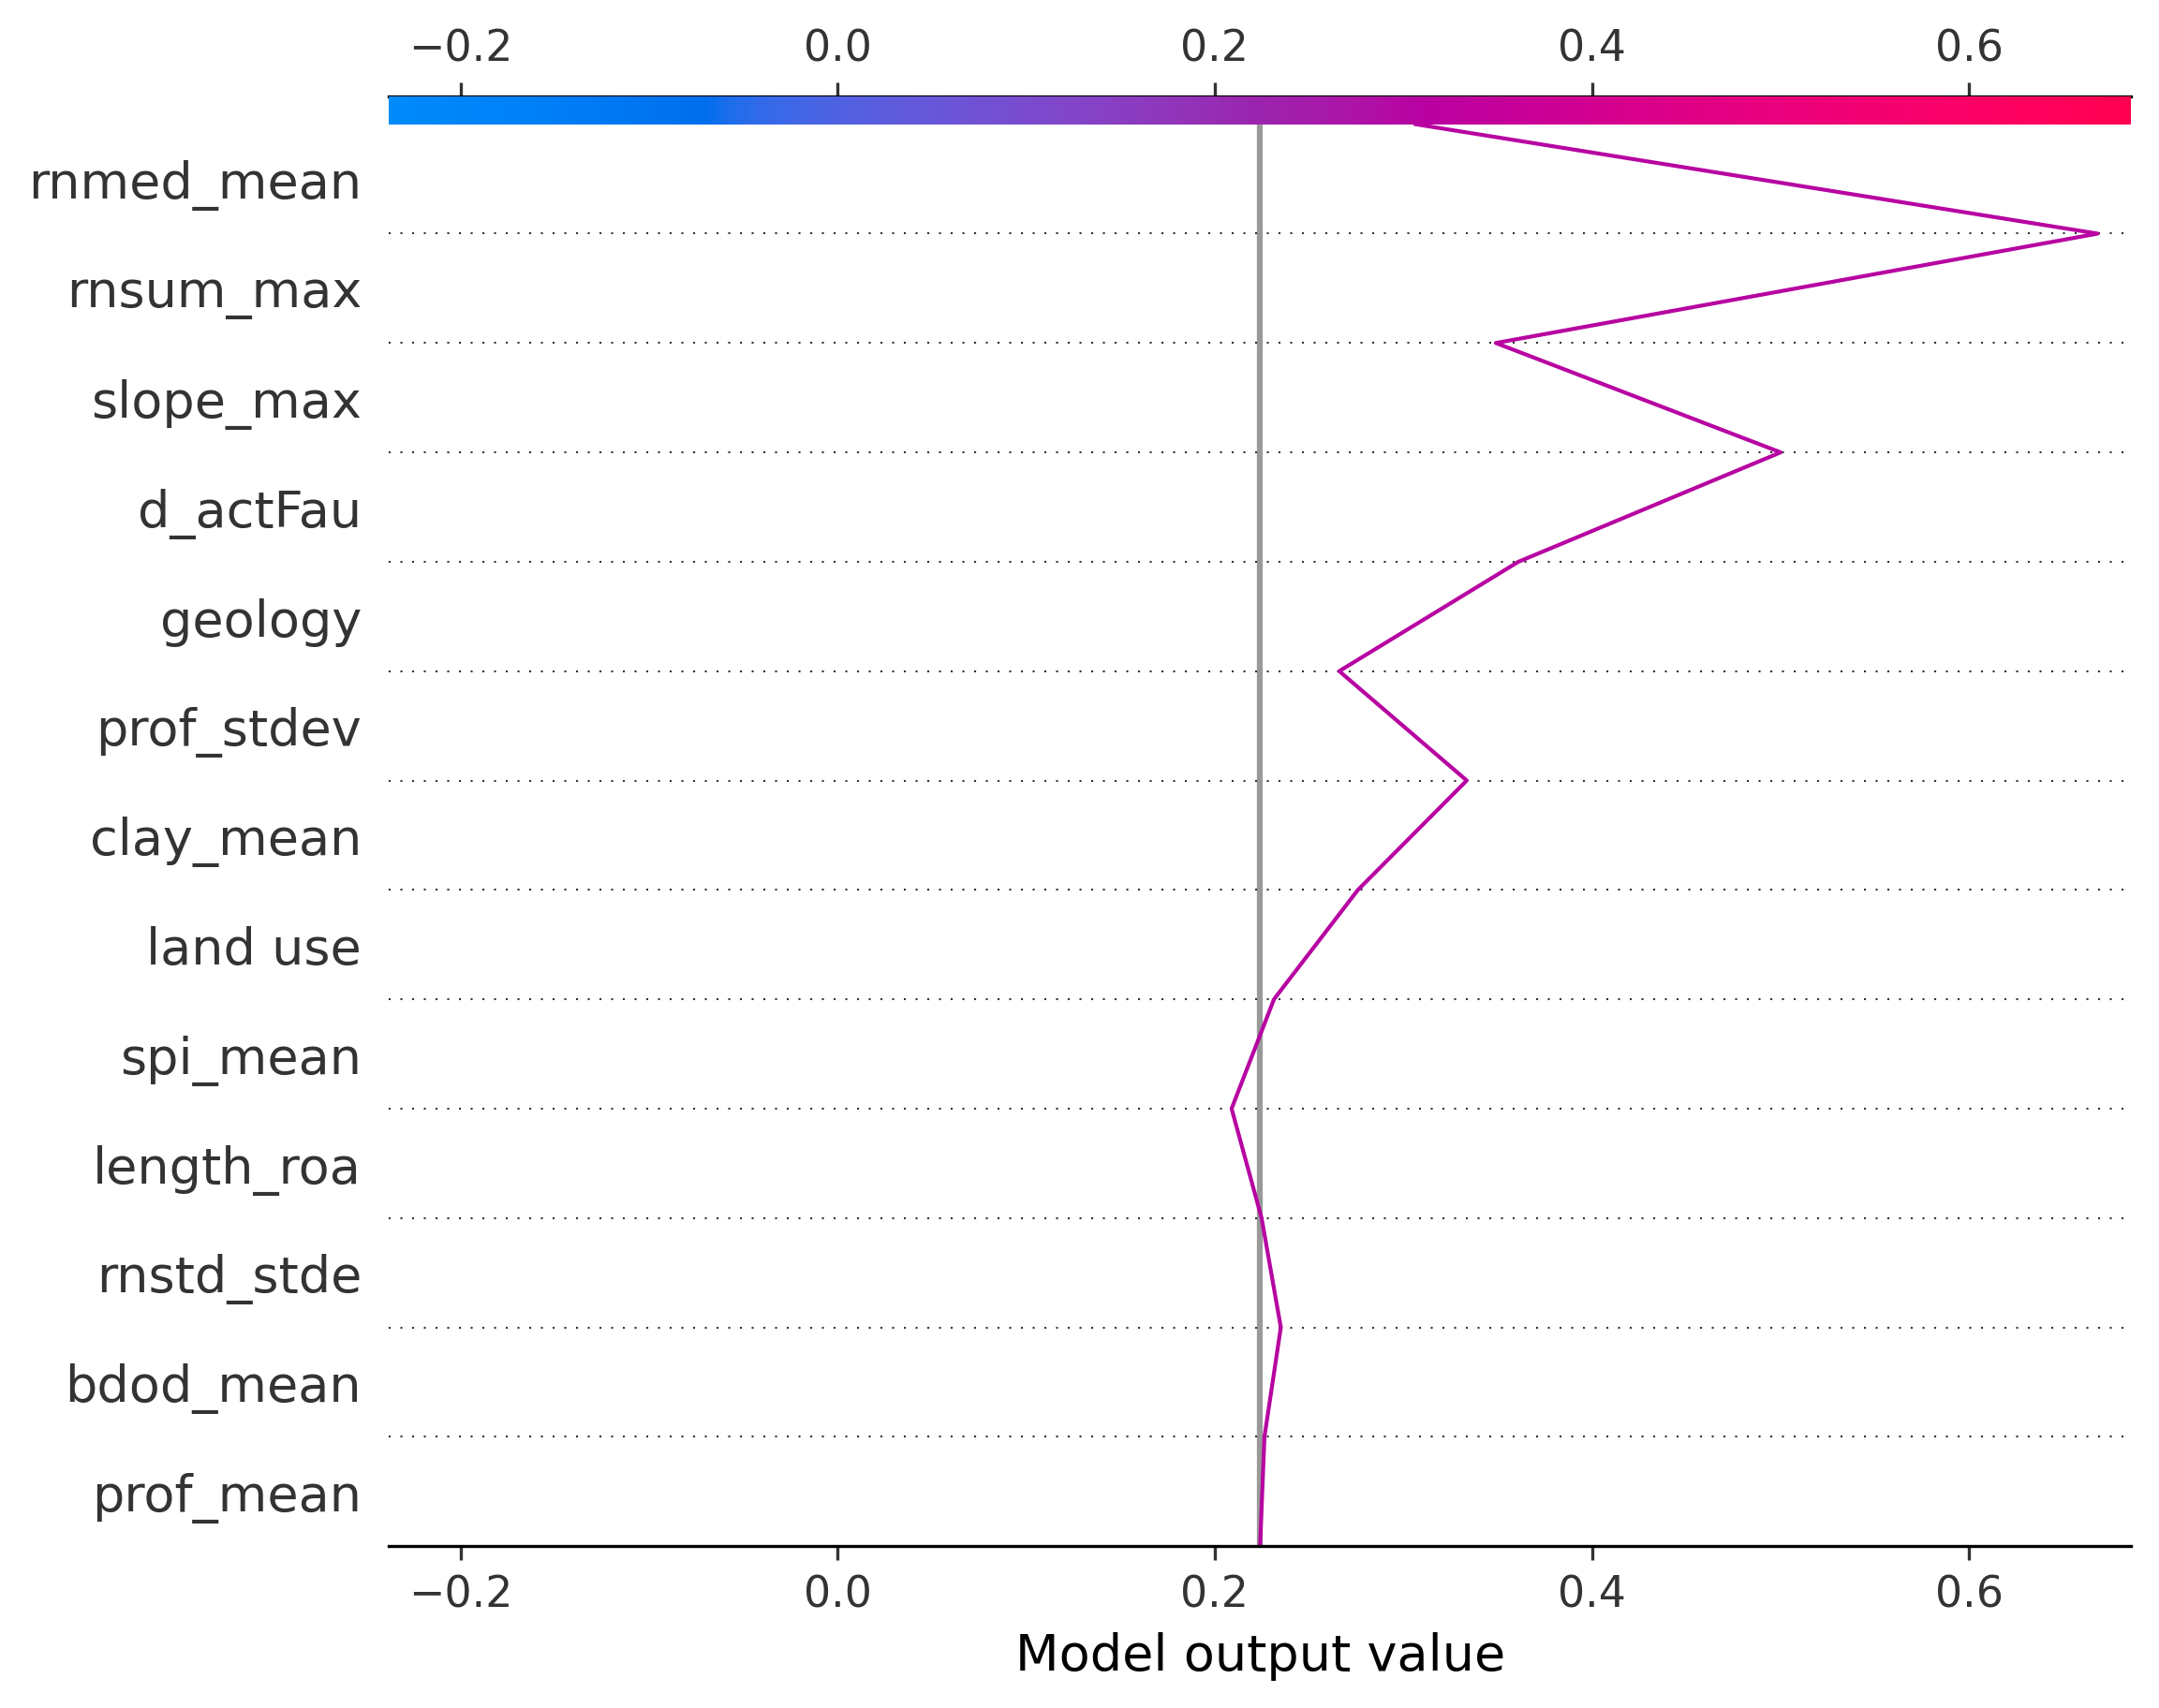 −0.2 0.0 0.2 0.4 0.6
rnmed_mean
rnsum_max
slope_max
d_actFau
geology
prof_stdev
clay_mean
land use
spi_mean
length_roa
rnstd_stde
bdod_mean
prof_mean
−0.2 0.0 0.2 0.4 0.6
Model output value